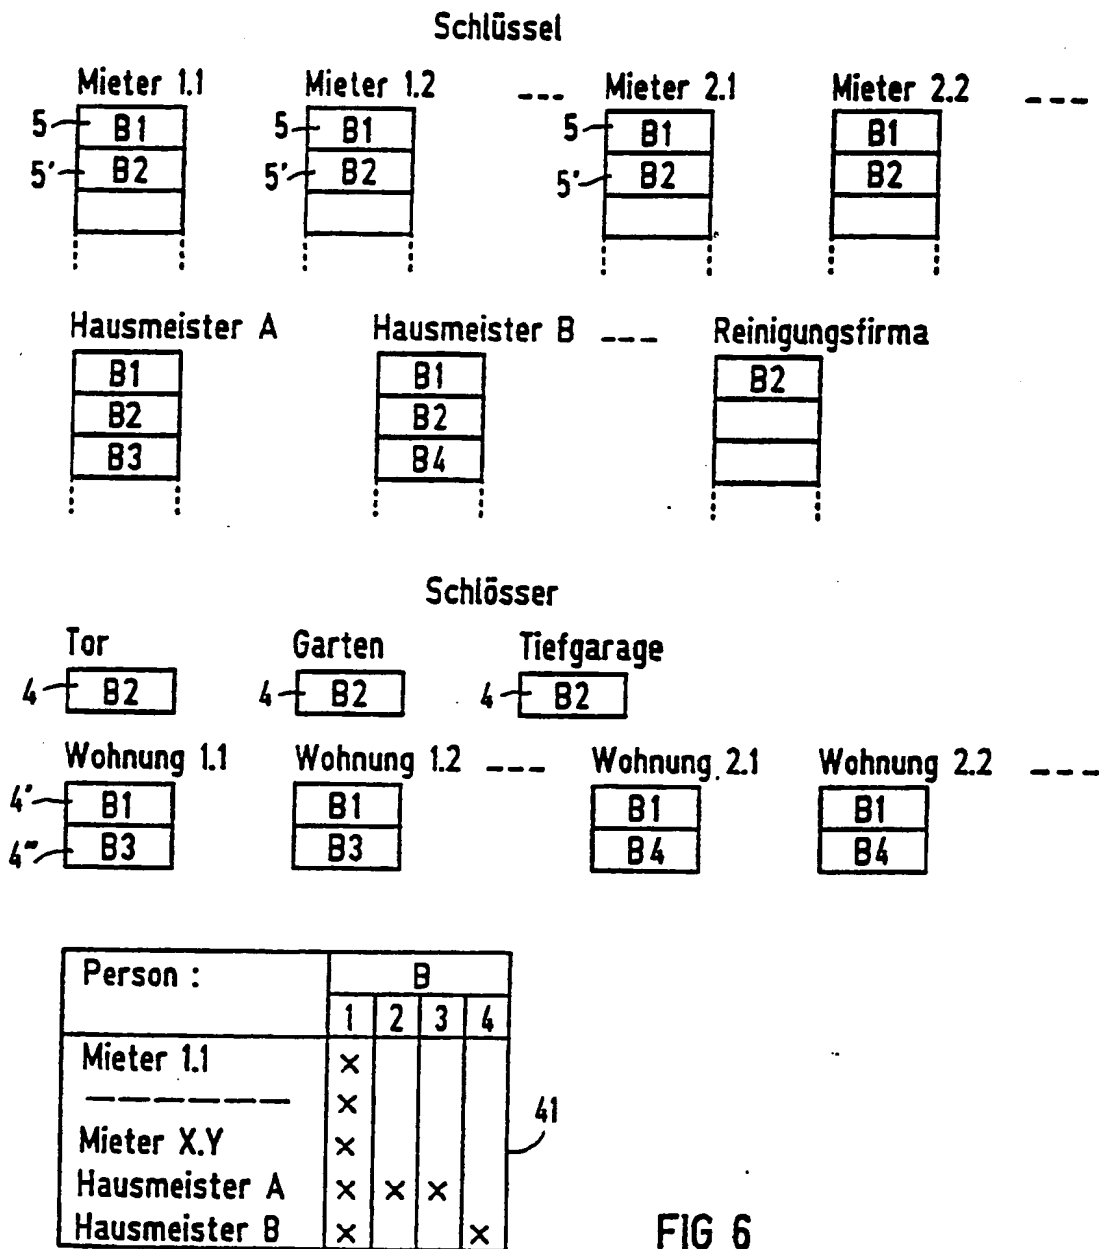 Schlüssel
Mieter 1.1 Mieter 1.2 --- Mieter 2.1 Mieter 2.2 ---
5 B1 5 B1 5 B1 B1
5' B2 5' B2 5' B2 B2
Hausmeister A Hausmeister B --- Reinigungsfirma
B1 B1 B2
B2 B2
B3 B4
Schlösser
Tor Garten Tiefgarage
4 B2 4 B2 4 B2
Wohnung 1.1 Wohnung 1.2 --- Wohnung 2.1 Wohnung 2.2 ---
4' B1 B1 B1 B1
B3 B3 B4 B4
Person : B
1 2 3 4
Mieter 1.1 ×
------- ×
Mieter X.Y × 41
Hausmeister A × × ×
Hausmeister B × ×
FIG 6